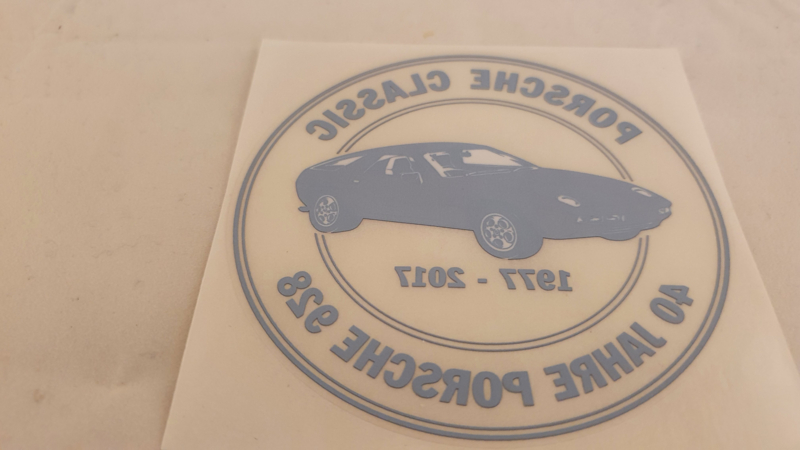 PORSCHE CLASSIC
1977 - 2017
40 JAHRE PORSCHE 928